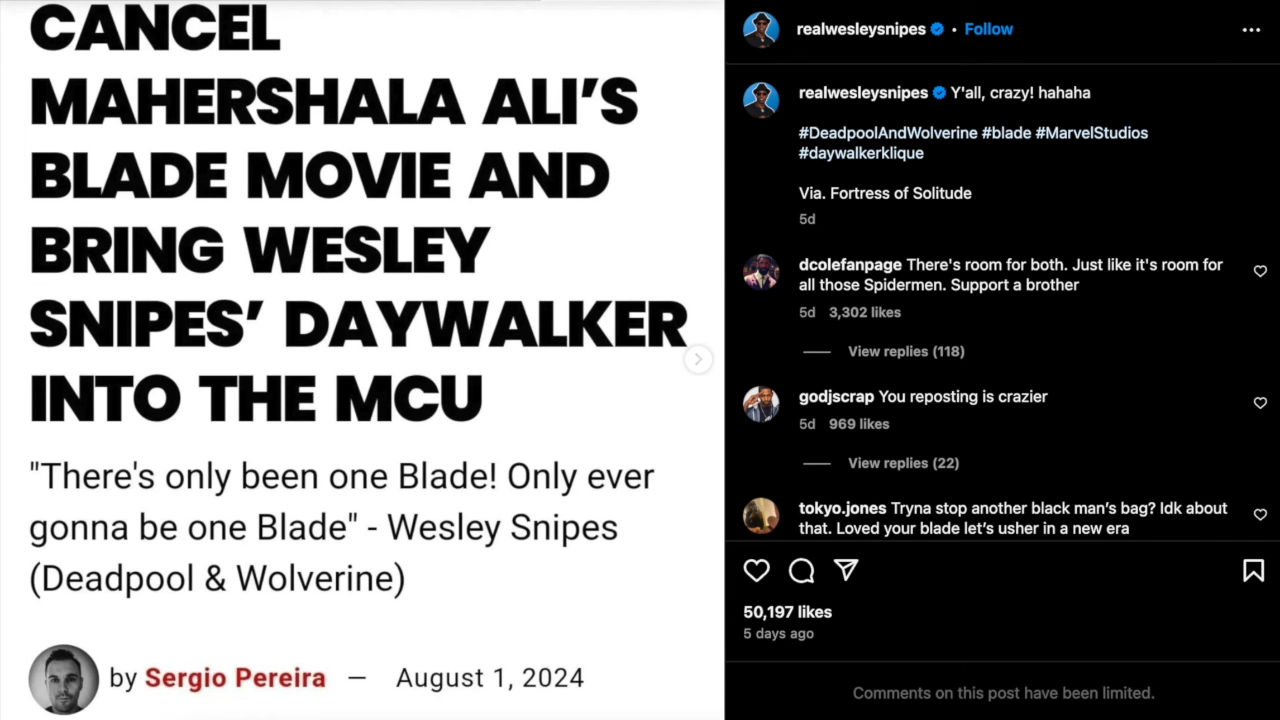 CANCEL
MAHERSHALA ALI’S
BLADE MOVIE AND
BRING WESLEY
SNIPES’ DAYWALKER
INTO THE MCU
"There's only been one Blade! Only ever
gonna be one Blade" - Wesley Snipes
(Deadpool & Wolverine)
by Sergio Pereira — August 1, 2024
realwesleysnipes • Follow
realwesleysnipes Y'all, crazy! hahaha
#DeadpoolAndWolverine #blade #MarvelStudios
#daywalkerklique
Via. Fortress of Solitude
5d
dcolefanpage There's room for both. Just like it's room for
all those Spidermen. Support a brother
5d 3,302 likes
View replies (118)
godjscrap You reposting is crazier
5d 969 likes
View replies (22)
tokyo.jones Tryna stop another black man’s bag? Idk about
that. Loved your blade let’s usher in a new era
50,197 likes
5 days ago
Comments on this post have been limited.